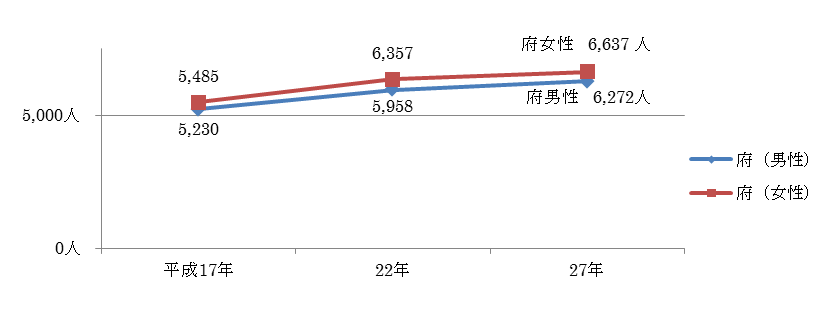 府女性 6,637 人
6,357
5,485
府男性 6,272人
5,958
5,000人
5,230
府（男性）
府（女性）
0人
平成17年
22年
27年